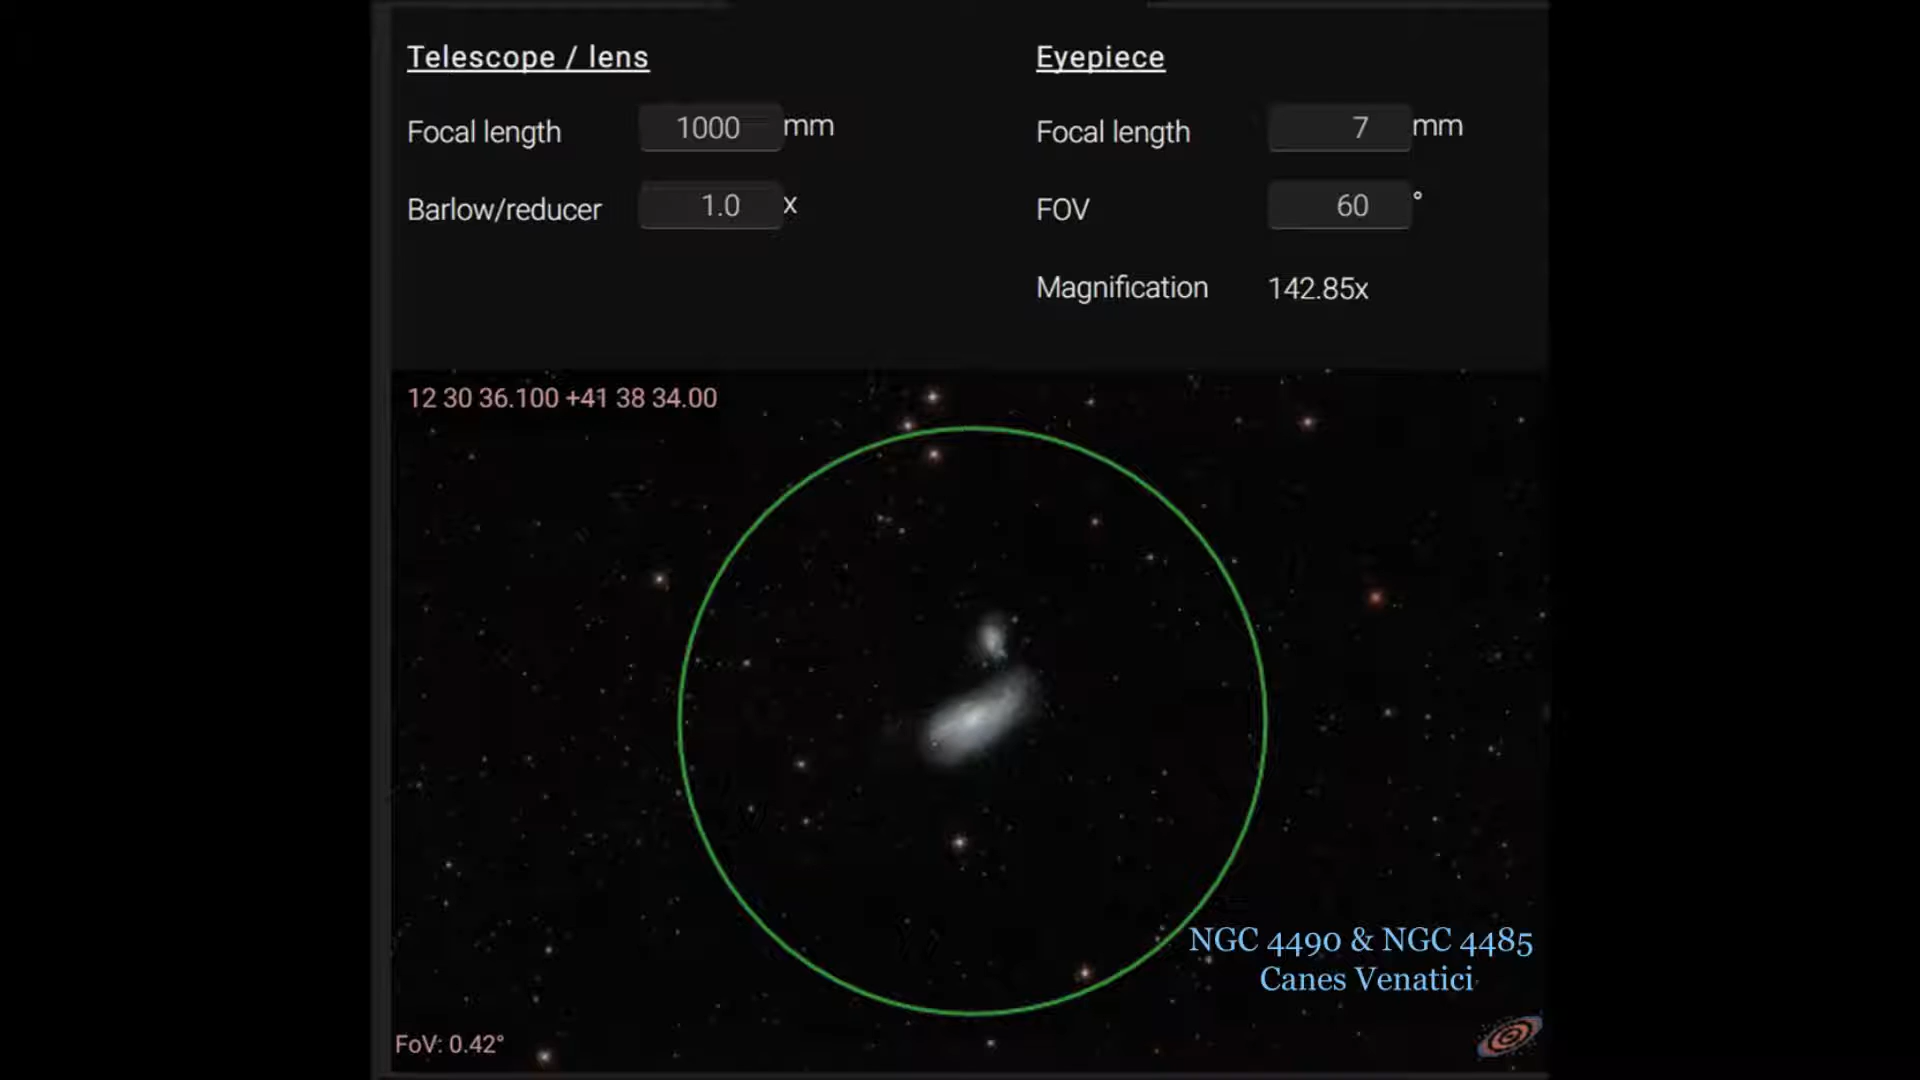 Telescope / lens
Focal length 1000 mm
Barlow/reducer 1.0 x
Eyepiece
Focal length 7 mm
FOV 60 °
Magnification 142.85x
12 30 36.100 +41 38 34.00
NGC 4490 & NGC 4485
Canes Venatici
FoV: 0.42°